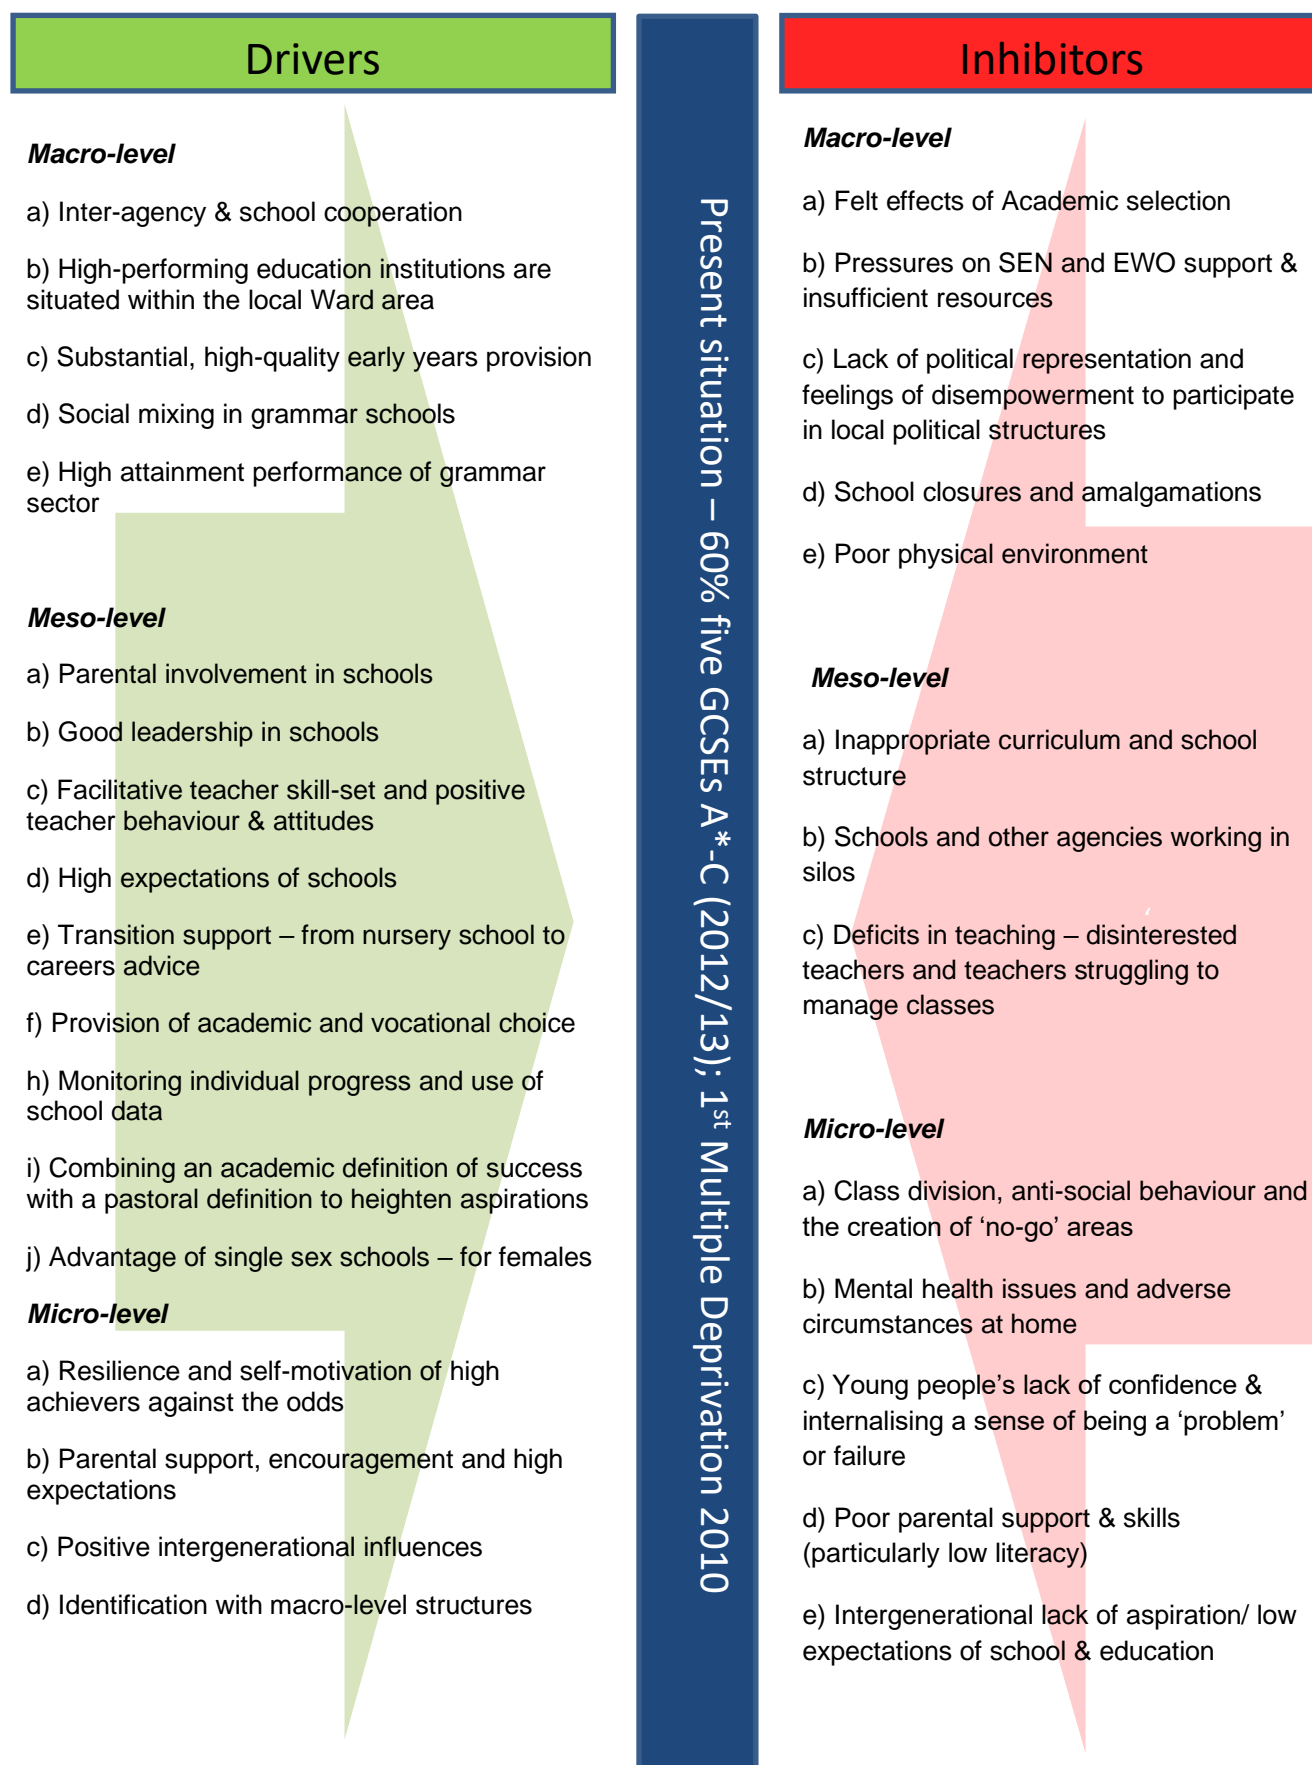 Drivers
Macro-level
a) Inter-agency & school cooperation
b) High-performing education institutions are
situated within the local Ward area
c) Substantial, high-quality early years provision
d) Social mixing in grammar schools
e) High attainment performance of grammar
sector
Meso-level
a) Parental involvement in schools
b) Good leadership in schools
c) Facilitative teacher skill-set and positive
teacher behaviour & attitudes
d) High expectations of schools
e) Transition support – from nursery school to
careers advice
f) Provision of academic and vocational choice
h) Monitoring individual progress and use of
school data
i) Combining an academic definition of success
with a pastoral definition to heighten aspirations
j) Advantage of single sex schools – for females
Micro-level
a) Resilience and self-motivation of high
achievers against the odds
b) Parental support, encouragement and high
expectations
c) Positive intergenerational influences
d) Identification with macro-level structures
Present situation – 60% five GCSEs A*-C (2012/13); 1st Multiple Deprivation 2010
Inhibitors
Macro-level
a) Felt effects of Academic selection
b) Pressures on SEN and EWO support &
insufficient resources
c) Lack of political representation and
feelings of disempowerment to participate
in local political structures
d) School closures and amalgamations
e) Poor physical environment
Meso-level
a) Inappropriate curriculum and school
structure
b) Schools and other agencies working in
silos
‘
c) Deficits in teaching – disinterested
teachers and teachers struggling to
manage classes
Micro-level
a) Class division, anti-social behaviour and
the creation of ‘no-go’ areas
b) Mental health issues and adverse
circumstances at home
c) Young people’s lack of confidence &
internalising a sense of being a ‘problem’
or failure
d) Poor parental support & skills
(particularly low literacy)
e) Intergenerational lack of aspiration/ low
expectations of school & education